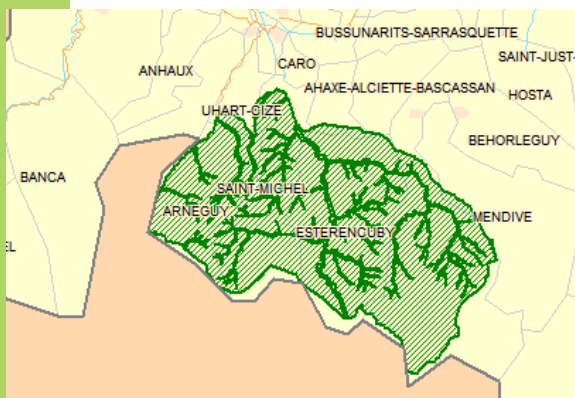 BUSSUNARITS-SARRASQUETTE
SAINT-JUST-
CARO
ANHAUX
AHAXE-ALCIETTE-BASCASSAN
HOSTA
UHART-CIZE
BEHORLEGUY
BANCA
SAINT-MICHEL
ARNEGUY
MENDIVE
ESTERENCUBY
EL